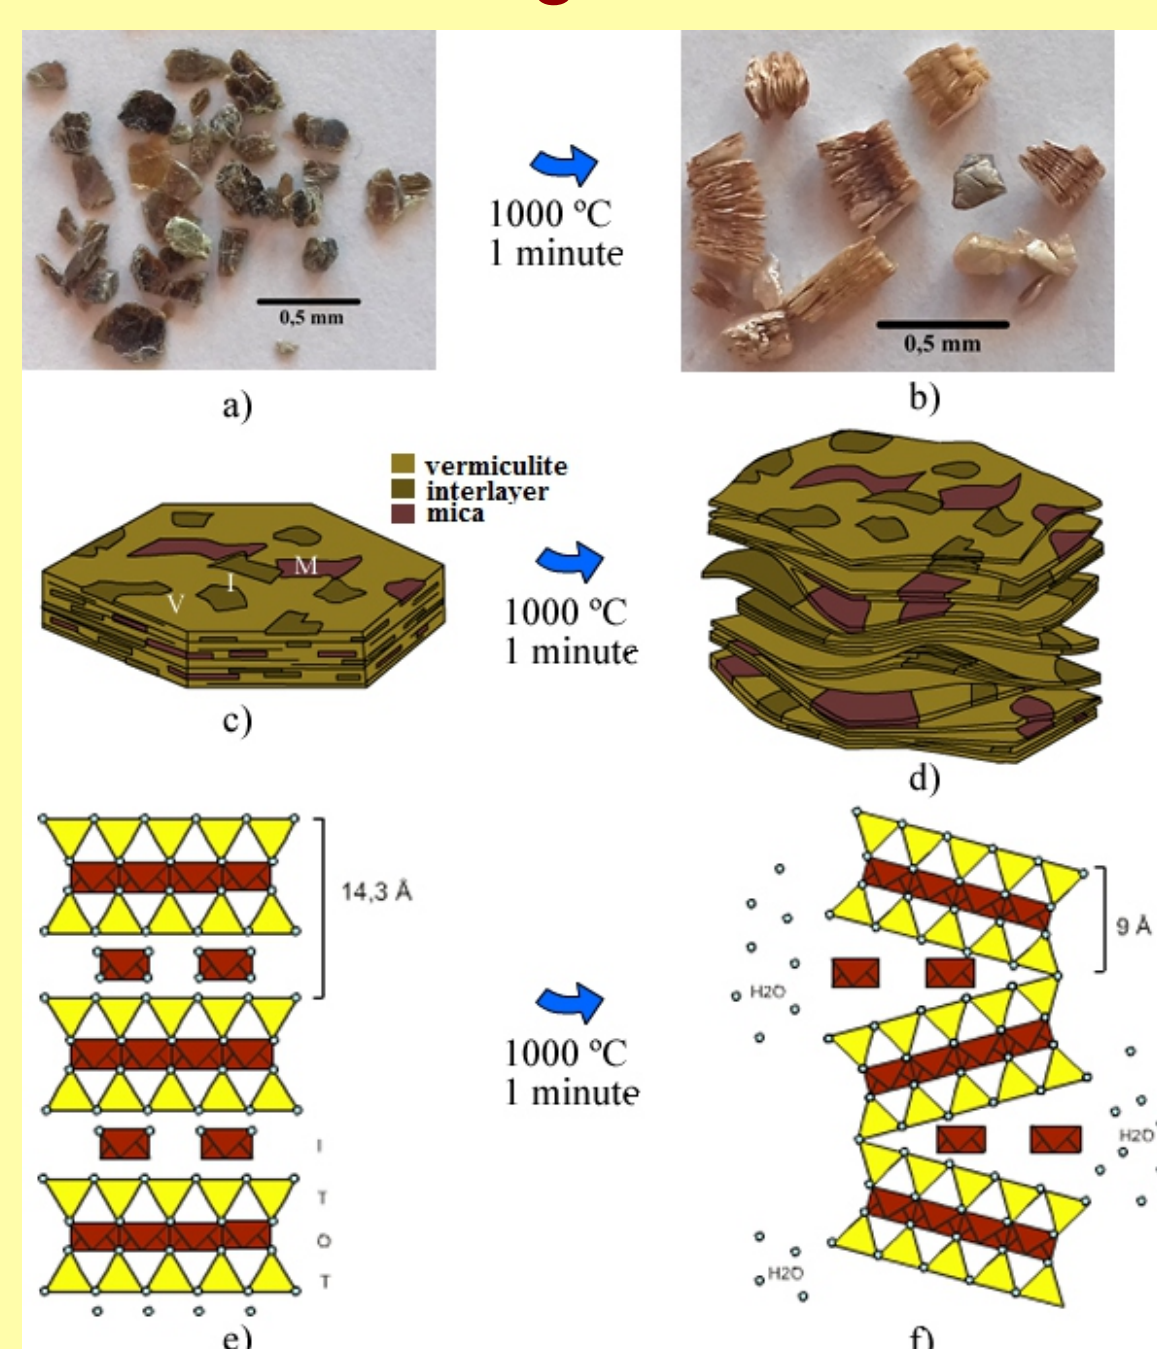 1000 ºC
1 minute
0,5 mm
0,5 mm
a)
b)
vermiculite
interlayer
mica
M
I
V
1000 ºC
1 minute
c)
d)
14,3 Å
9 Å
H2O
1000 ºC
1 minute
H2O
I
T
O
T
H2O
e)
f)